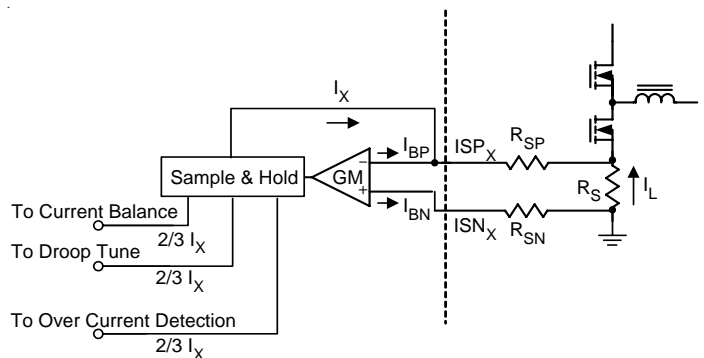 I_X
I_BP
ISP_X
R_SP
Sample & Hold
GM
−
+
R_S
I_L
I_BN
ISN_X
R_SN
To Current Balance
2/3 I_X
To Droop Tune
2/3 I_X
To Over Current Detection
2/3 I_X